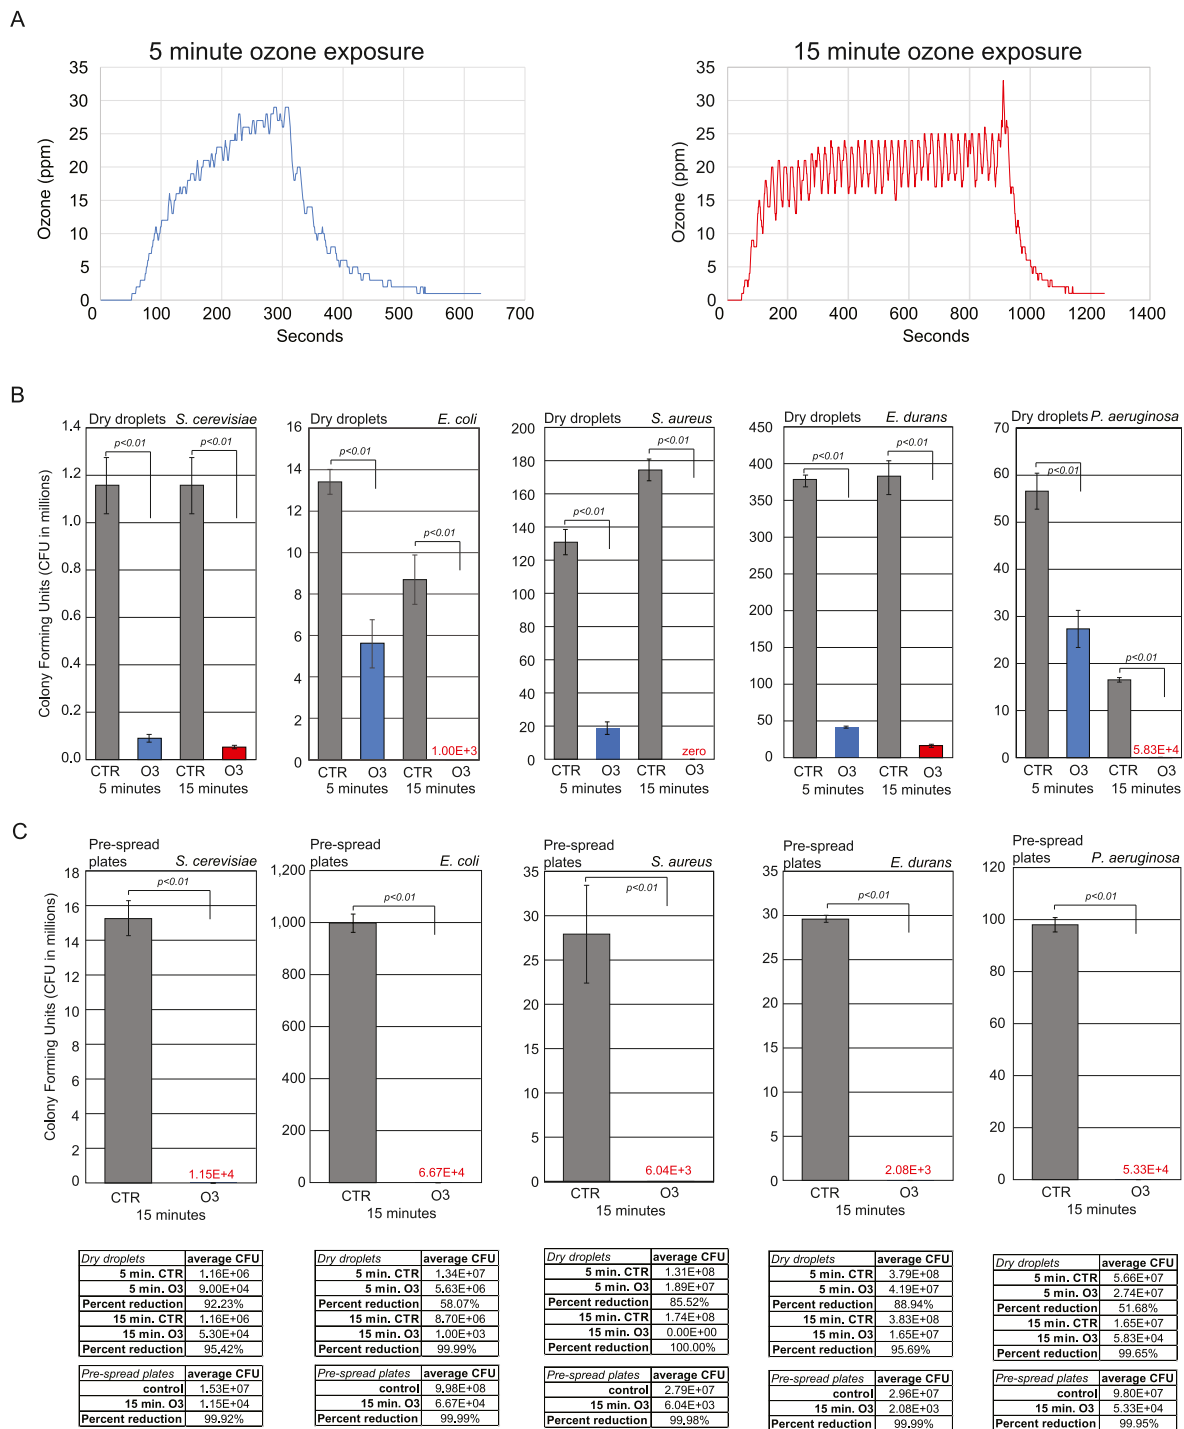 A
5 minute ozone exposure
35
30
25
20
15
10
5
0
Ozone (ppm)
0 100 200 300 400 500 600 700
Seconds
15 minute ozone exposure
35
30
25
20
15
10
5
0
Ozone (ppm)
0 200 400 600 800 1000 1200 1400
Seconds
B
Colony Forming Units (CFU in millions)
Dry droplets S. cerevisiae
1.4
1.2
1.0
0.8
0.6
0.4
0.2
0.0
p<0.01 p<0.01
CTR O3 CTR O3
5 minutes 15 minutes
Dry droplets E. coli
16
14
12
10
8
6
4
2
0
p<0.01
p<0.01
1.00E+3
CTR O3 CTR O3
5 minutes 15 minutes
Dry droplets S. aureus
200
180
160
140
120
100
80
60
40
20
0
p<0.01
p<0.01
zero
CTR O3 CTR O3
5 minutes 15 minutes
Dry droplets E. durans
450
400
350
300
250
200
150
100
50
0
p<0.01
p<0.01
CTR O3 CTR O3
5 minutes 15 minutes
Dry droplets P. aeruginosa
70
60
50
40
30
20
10
0
p<0.01
p<0.01
5.83E+4
CTR O3 CTR O3
5 minutes 15 minutes
C
Colony Forming Units (CFU in millions)
Pre-spread
plates S. cerevisiae
16
15
14
12
18
8
6
4
2
0
p<0.01
1.15E+4
CTR O3
15 minutes
Pre-spread
plates E. coli
1,200
1,000
800
1000
600
400
200
0
p<0.01
6.67E+4
CTR O3
15 minutes
Pre-spread
plates S. aureus
35
30
25
30
25
15
5
0
p<0.01
6.04E+3
CTR O3
15 minutes
Pre-spread
plates E. durans
35
30
25
20
15
10
5
0
p<0.01
2.08E+3
CTR O3
15 minutes
Pre-spread
plates P. aeruginosa
120
100
80
60
40
20
0
p<0.01
5.33E+4
CTR O3
15 minutes
Dry droplets average CFU
5 min. CTR 1.16E+06
5 min. O3 9.00E+04
Percent reduction 92.23%
15 min. CTR 1.16E+06
15 min. O3 5.30E+04
Percent reduction 95.42%
Pre-spread plates average CFU
control 1.53E+07
15 min. O3 1.15E+04
Percent reduction 99.92%
Dry droplets average CFU
5 min. CTR 1.34E+07
5 min. O3 5.63E+06
Percent reduction 58.07%
15 min. CTR 8.70E+06
15 min. O3 1.00E+03
Percent reduction 99.99%
Pre-spread plates average CFU
control 9.98E+08
15 min. O3 6.67E+04
Percent reduction 99.99%
Dry droplets average CFU
5 min. CTR 1.31E+08
5 min. O3 1.89E+07
Percent reduction 85.52%
15 min. CTR 1.74E+08
15 min. O3 0.00E+00
Percent reduction 100.00%
Pre-spread plates average CFU
control 2.79E+07
15 min. O3 6.04E+03
Percent reduction 99.98%
Dry droplets average CFU
5 min. CTR 3.79E+08
5 min. O3 4.19E+07
Percent reduction 88.94%
15 min. CTR 3.83E+08
15 min. O3 1.65E+07
Percent reduction 95.69%
Pre-spread plates average CFU
control 2.96E+07
15 min. O3 2.08E+03
Percent reduction 99.99%
Dry droplets average CFU
5 min. CTR 5.66E+07
5 min. O3 2.74E+07
Percent reduction 51.68%
15 min. CTR 1.65E+07
15 min. O3 5.83E+04
Percent reduction 99.65%
Pre-spread plates average CFU
control 9.80E+07
15 min. O3 5.33E+04
Percent reduction 99.95%